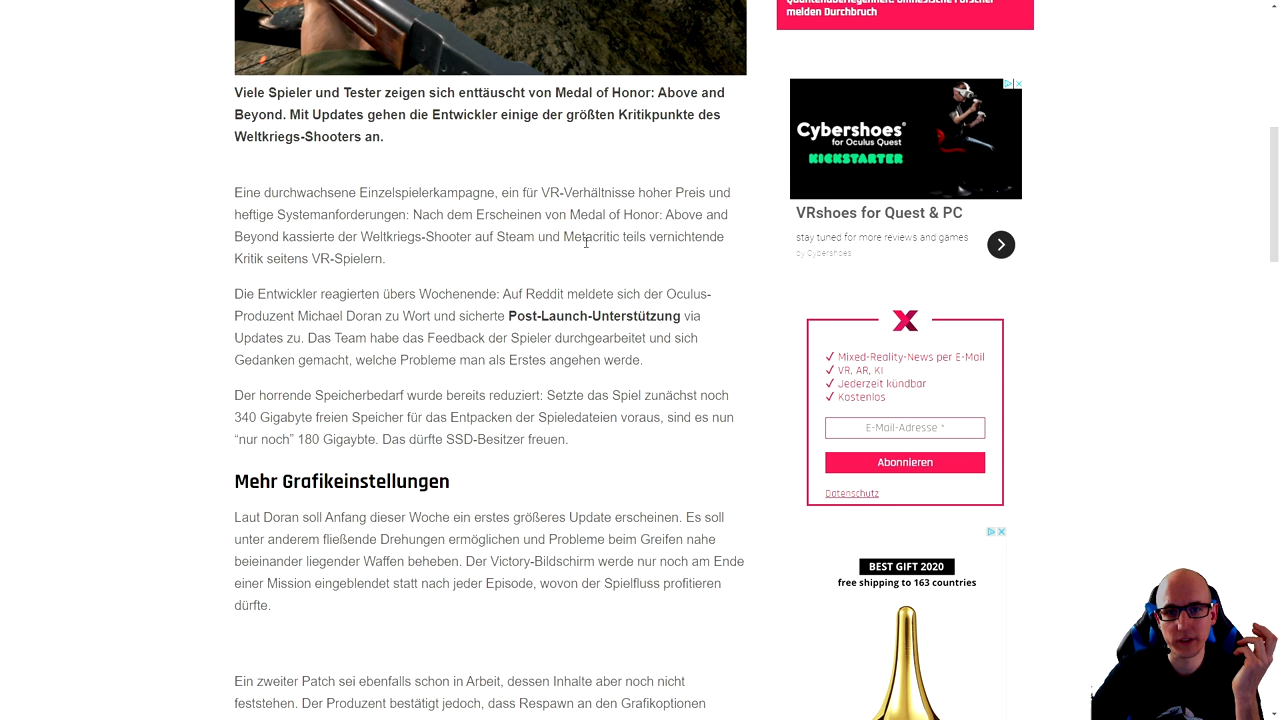 Quantenüberlegenheit: Chinesische Forscher
melden Durchbruch
Viele Spieler und Tester zeigen sich enttäuscht von Medal of Honor: Above and
Beyond. Mit Updates gehen die Entwickler einige der größten Kritikpunkte des
Weltkriegs-Shooters an.
Eine durchwachsene Einzelspielerkampagne, ein für VR-Verhältnisse hoher Preis und
heftige Systemanforderungen: Nach dem Erscheinen von Medal of Honor: Above and
Beyond kassierte der Weltkriegs-Shooter auf Steam und Metacritic teils vernichtende
Kritik seitens VR-Spielern.
Die Entwickler reagierten übers Wochenende: Auf Reddit meldete sich der Oculus-
Produzent Michael Doran zu Wort und sicherte Post-Launch-Unterstützung via
Updates zu. Das Team habe das Feedback der Spieler durchgearbeitet und sich
Gedanken gemacht, welche Probleme man als Erstes angehen werde.
Der horrende Speicherbedarf wurde bereits reduziert: Setzte das Spiel zunächst noch
340 Gigabyte freien Speicher für das Entpacken der Spieledateien voraus, sind es nun
“nur noch” 180 Gigaybte. Das dürfte SSD-Besitzer freuen.
Mehr Grafikeinstellungen
Laut Doran soll Anfang dieser Woche ein erstes größeres Update erscheinen. Es soll
unter anderem fließende Drehungen ermöglichen und Probleme beim Greifen nahe
beieinander liegender Waffen beheben. Der Victory-Bildschirm werde nur noch am Ende
einer Mission eingeblendet statt nach jeder Episode, wovon der Spielfluss profitieren
dürfte.
Ein zweiter Patch sei ebenfalls schon in Arbeit, dessen Inhalte aber noch nicht
feststehen. Der Produzent bestätigt jedoch, dass Respawn an den Grafikoptionen
Cybershoes®
for Oculus Quest
KICKSTARTER
VRshoes for Quest & PC
stay tuned for more reviews and games
by Cybershoes
✓ Mixed-Reality-News per E-Mail
✓ VR, AR, KI
✓ Jederzeit kündbar
✓ Kostenlos
E-Mail-Adresse *
Abonnieren
Datenschutz
BEST GIFT 2020
free shipping to 163 countries